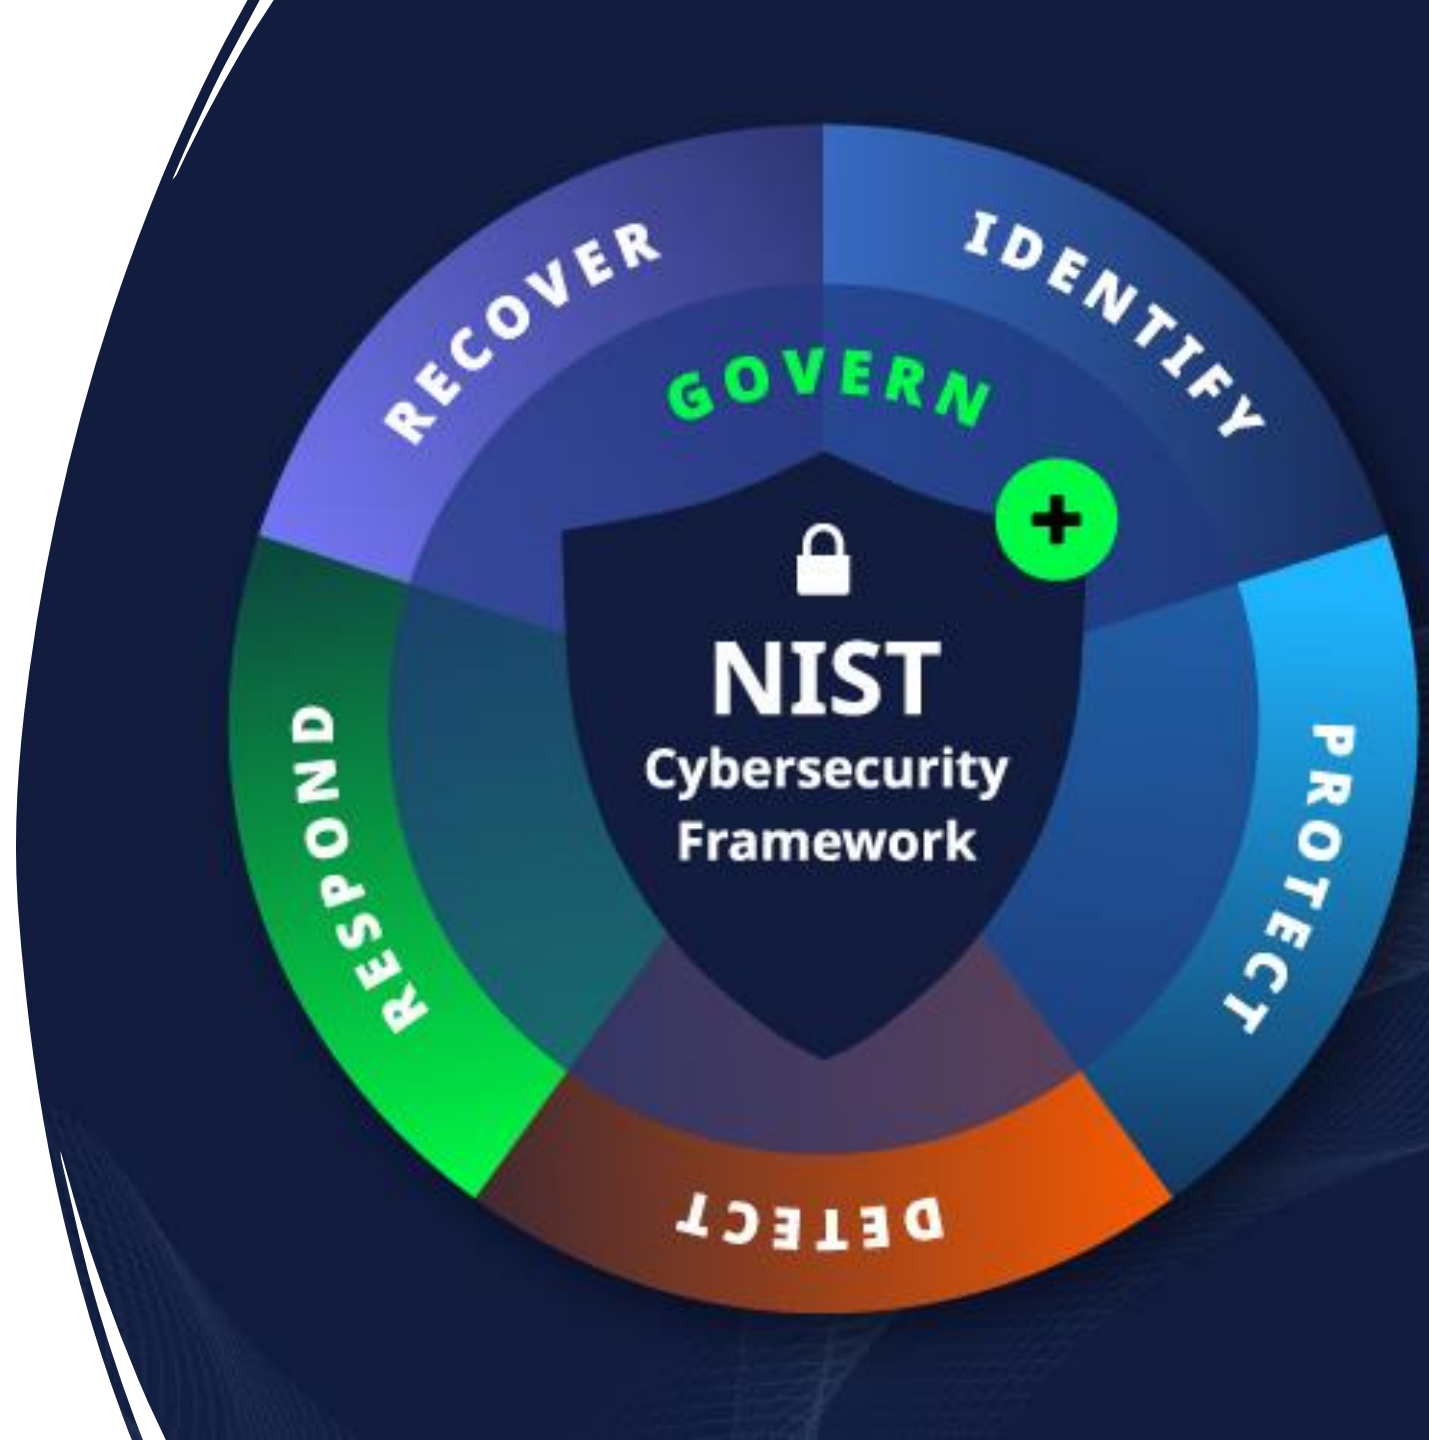 RECOVER
IDENTIFY
GOVERN
+
NIST
Cybersecurity
Framework
RESPOND
PROTECT
DETECT